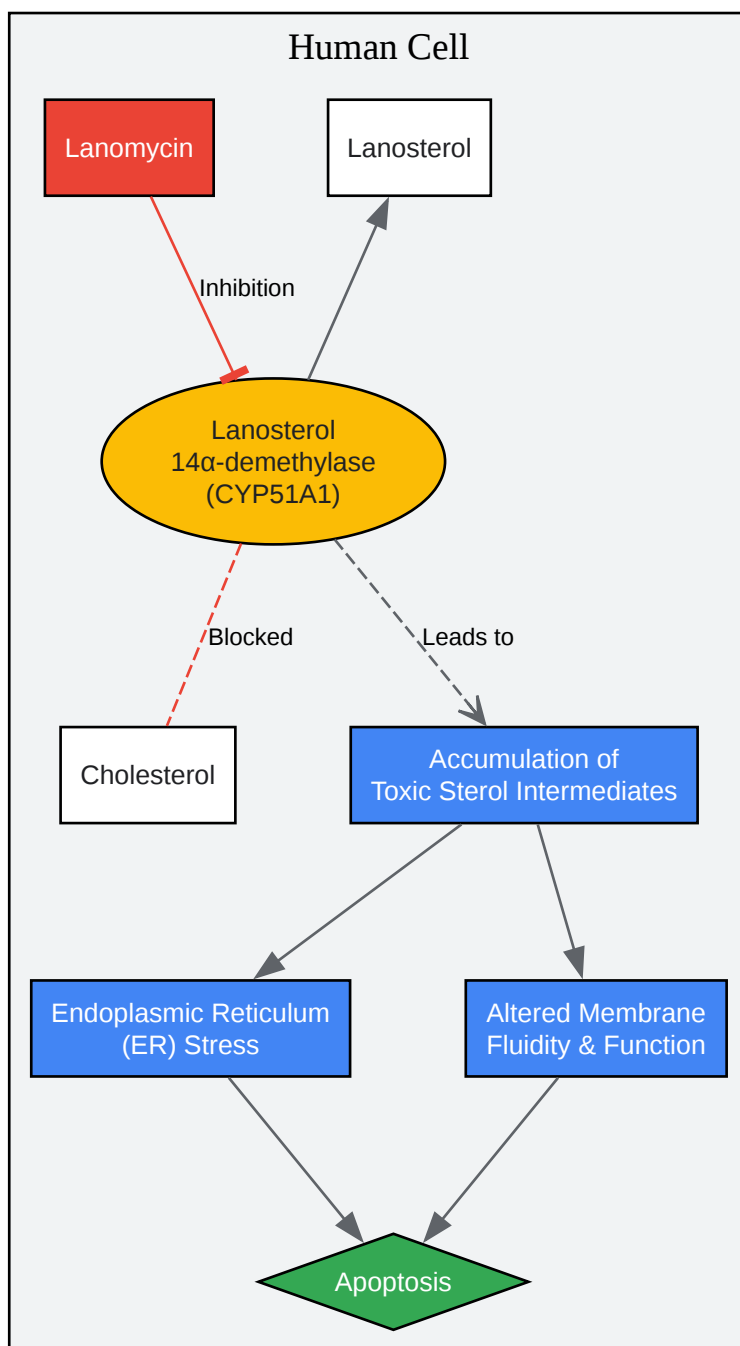 Human Cell
Lanomycin
Lanosterol
Inhibition
Lanosterol
14α-demethylase
(CYP51A1)
Blocked
Leads to
Cholesterol
Accumulation of
Toxic Sterol Intermediates
Endoplasmic Reticulum
(ER) Stress
Altered Membrane
Fluidity & Function
Apoptosis